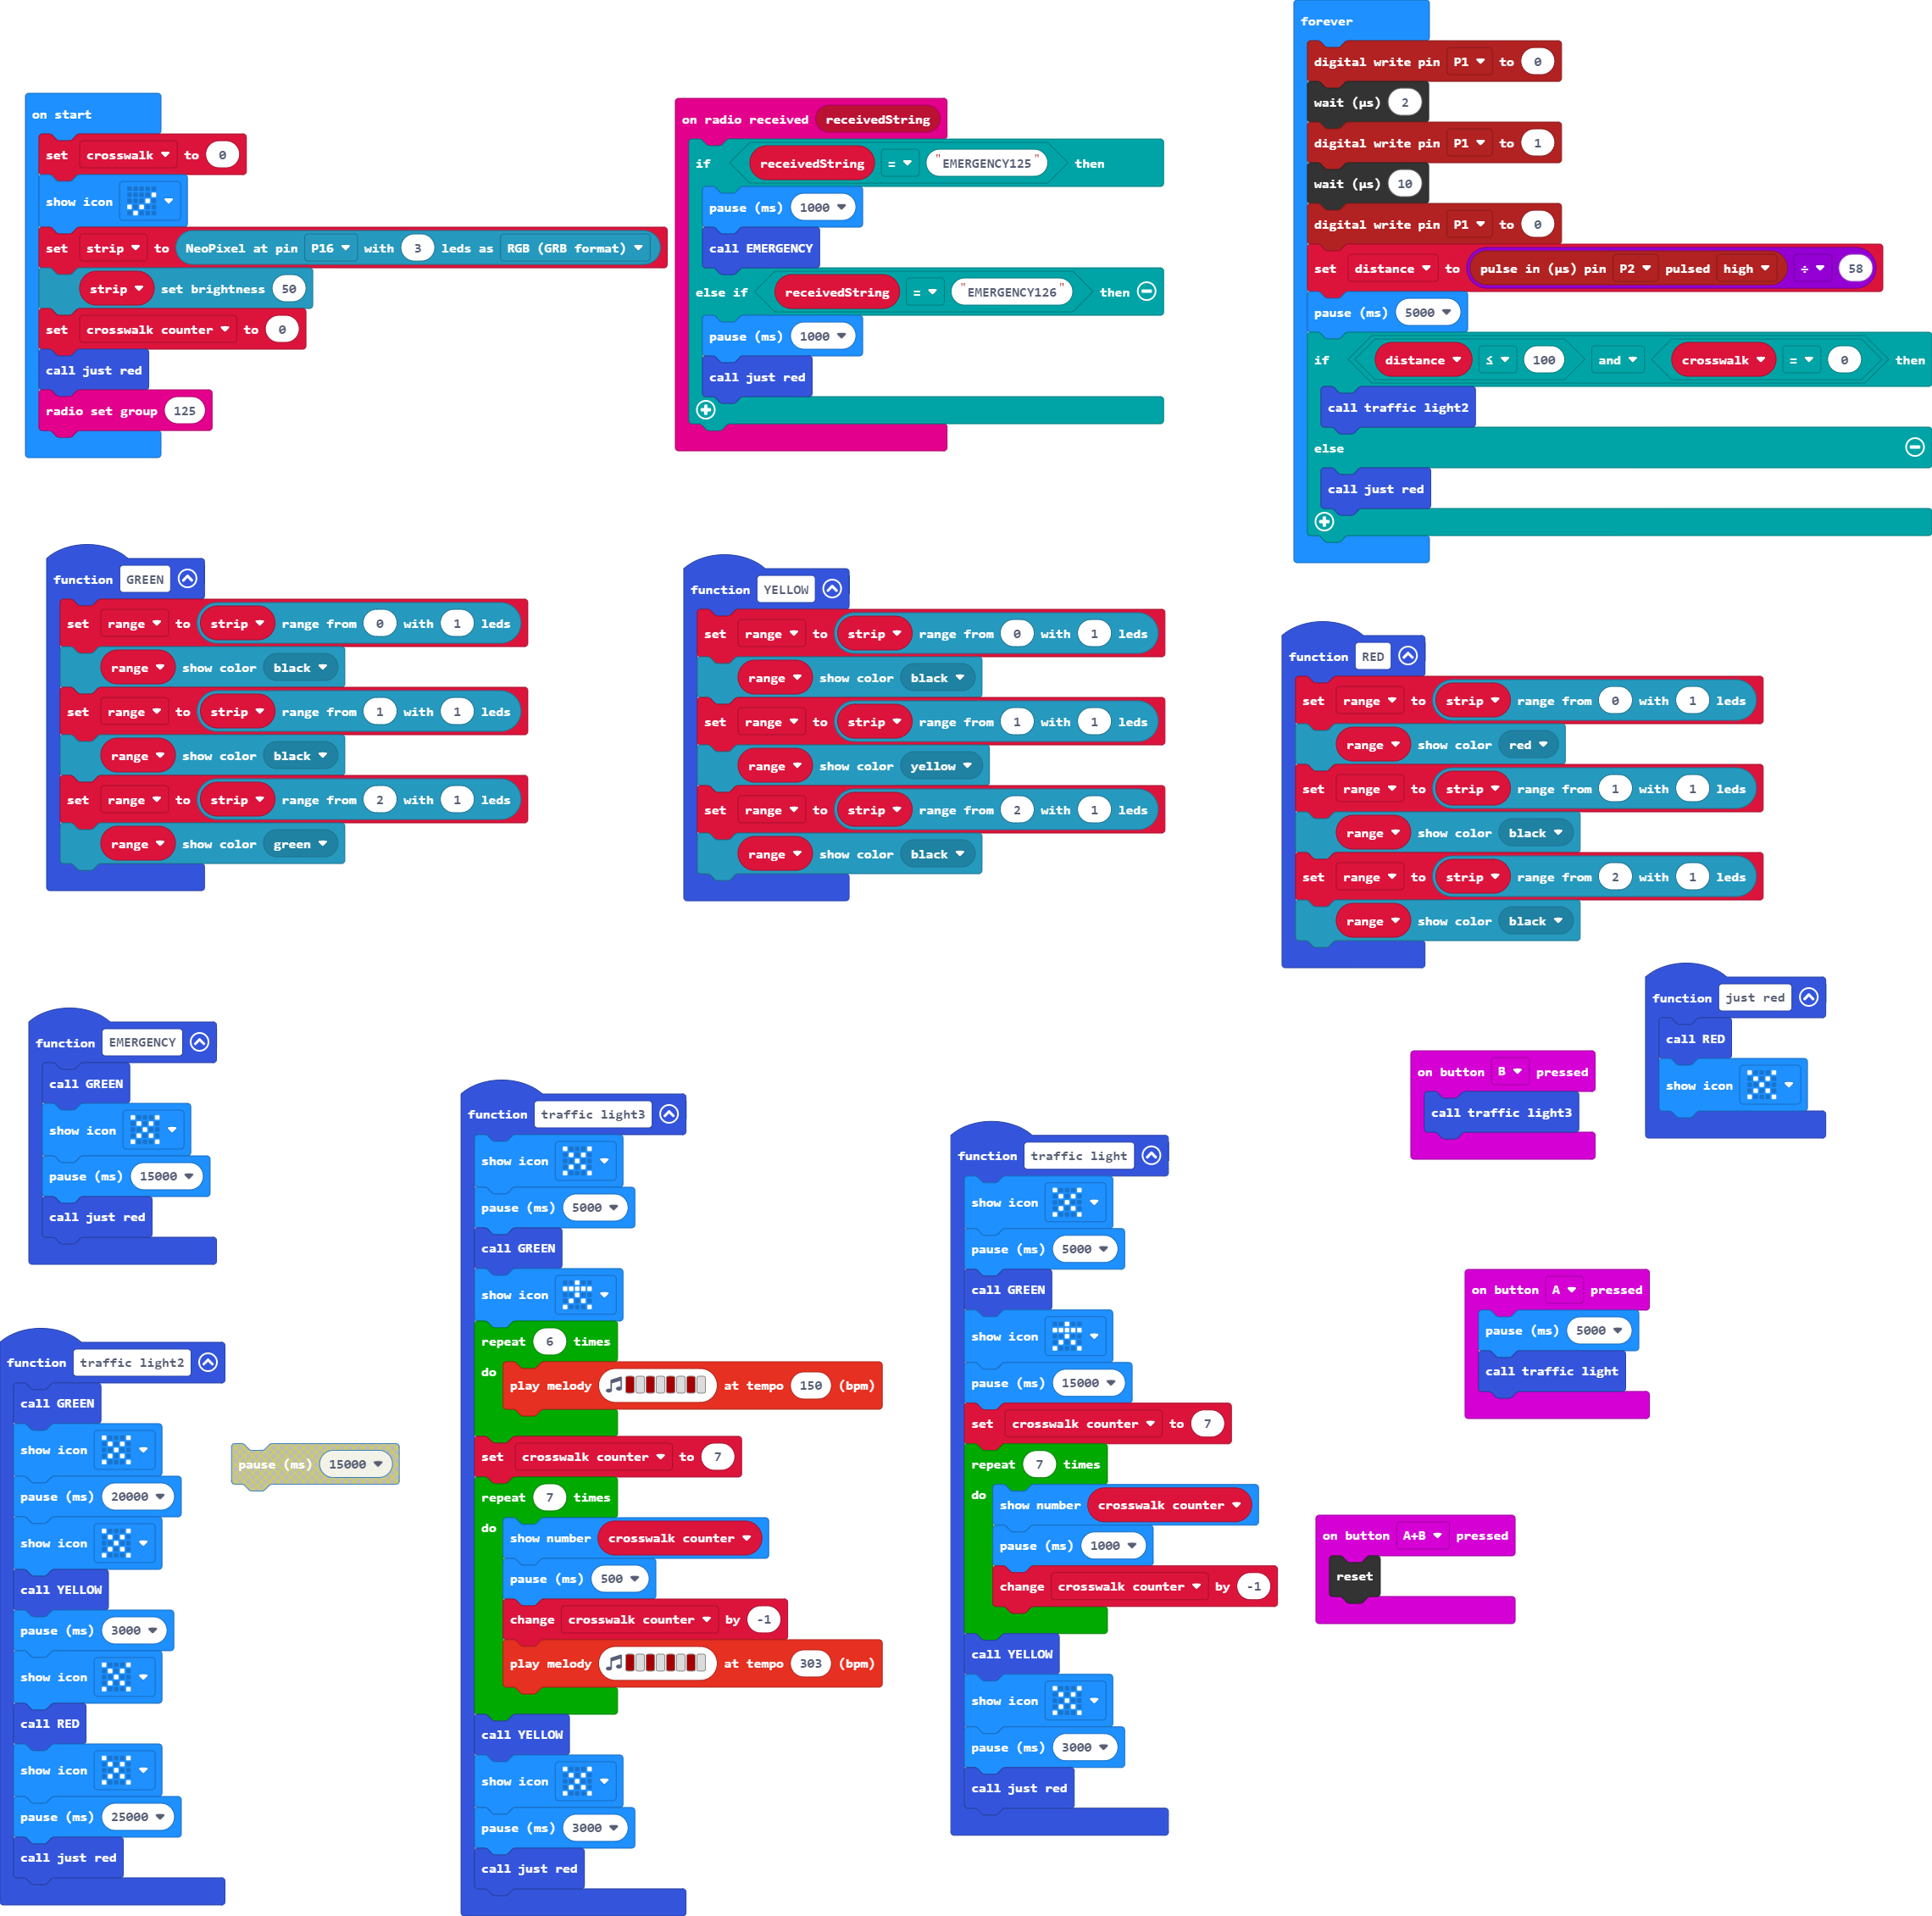 on start
set crosswalk to 0
show icon
set strip to NeoPixel at pin P16 with 3 leds as RGB (GRB format)
strip set brightness 50
set crosswalk counter to 0
call just red
radio set group 125
on radio received receivedString
if receivedString = "EMERGENCY125" then
pause (ms) 1000
call EMERGENCY
else if receivedString = "EMERGENCY126" then
pause (ms) 1000
call just red
forever
digital write pin P1 to 0
wait (µs) 2
digital write pin P1 to 1
wait (µs) 10
digital write pin P1 to 0
set distance to pulse in (µs) pin P2 pulsed high ÷ 58
pause (ms) 5000
if distance ≤ 100 and crosswalk = 0 then
call traffic light2
else
call just red
function GREEN
set range to strip range from 0 with 1 leds
range show color black
set range to strip range from 1 with 1 leds
range show color black
set range to strip range from 2 with 1 leds
range show color green
function YELLOW
set range to strip range from 0 with 1 leds
range show color black
set range to strip range from 1 with 1 leds
range show color yellow
set range to strip range from 2 with 1 leds
range show color black
function RED
set range to strip range from 0 with 1 leds
range show color red
set range to strip range from 1 with 1 leds
range show color black
set range to strip range from 2 with 1 leds
range show color black
function just red
call RED
show icon
function EMERGENCY
call GREEN
show icon
pause (ms) 15000
call just red
on button B pressed
call traffic light3
function traffic light3
show icon
pause (ms) 5000
call GREEN
show icon
repeat 6 times
do play melody at tempo 150 (bpm)
set crosswalk counter to 7
repeat 7 times
do show number crosswalk counter
pause (ms) 500
change crosswalk counter by -1
play melody at tempo 303 (bpm)
call YELLOW
show icon
pause (ms) 3000
call just red
function traffic light
show icon
pause (ms) 5000
call GREEN
show icon
pause (ms) 15000
set crosswalk counter to 7
repeat 7 times
do show number crosswalk counter
pause (ms) 1000
change crosswalk counter by -1
call YELLOW
show icon
pause (ms) 3000
call just red
on button A pressed
pause (ms) 5000
call traffic light
function traffic light2
call GREEN
show icon
pause (ms) 20000
show icon
call YELLOW
pause (ms) 3000
show icon
call RED
show icon
pause (ms) 25000
call just red
pause (ms) 15000
on button A+B pressed
reset